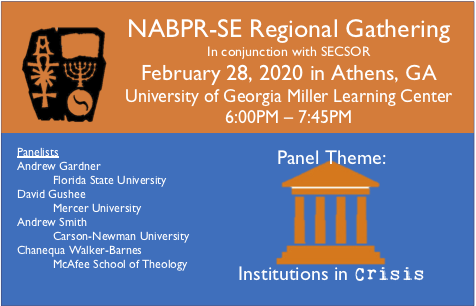 NABPR-SE Regional Gathering
In conjunction with SECSOR
February 28, 2020 in Athens, GA
University of Georgia Miller Learning Center
6:00PM – 7:45PM
Panelists
Andrew Gardner
Florida State University
David Gushee
Mercer University
Andrew Smith
Carson-Newman University
Chanequa Walker-Barnes
McAfee School of Theology
Panel Theme:
Institutions in Crisis